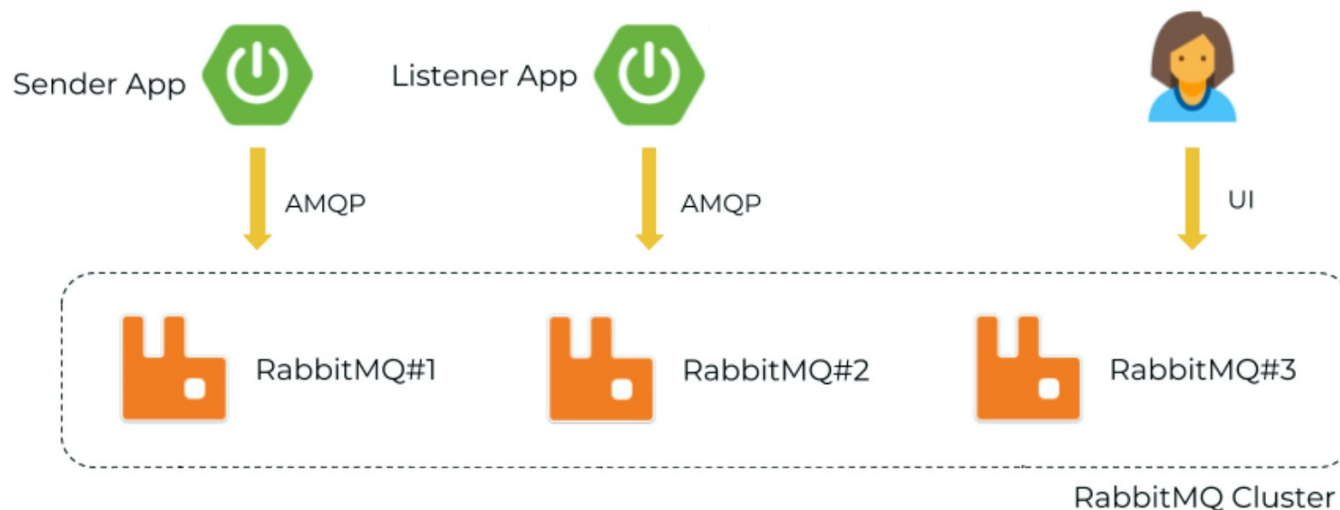 Sender App
Listener App
AMQP
AMQP
UI
RabbitMQ#1
RabbitMQ#2
RabbitMQ#3
RabbitMQ Cluster